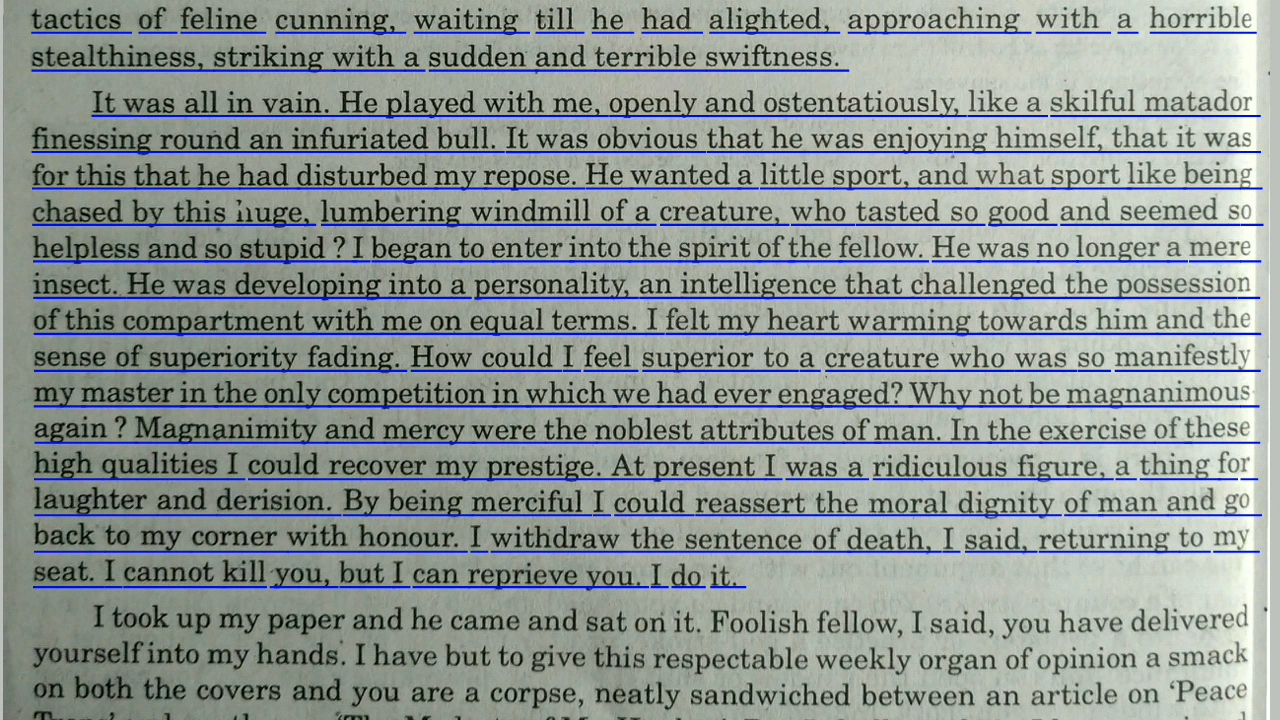 tactics of feline cunning, waiting till he had alighted, approaching with a horrible
stealthiness, striking with a sudden and terrible swiftness.
It was all in vain. He played with me, openly and ostentatiously, like a skilful matador
finessing round an infuriated bull. It was obvious that he was enjoying himself, that it was
for this that he had disturbed my repose. He wanted a little sport, and what sport like being
chased by this huge, lumbering windmill of a creature, who tasted so good and seemed so
helpless and so stupid ? I began to enter into the spirit of the fellow. He was no longer a mere
insect. He was developing into a personality, an intelligence that challenged the possession
of this compartment with me on equal terms. I felt my heart warming towards him and the
sense of superiority fading. How could I feel superior to a creature who was so manifestly
my master in the only competition in which we had ever engaged? Why not be magnanimous
again ? Magnanimity and mercy were the noblest attributes of man. In the exercise of these
high qualities I could recover my prestige. At present I was a ridiculous figure, a thing for
laughter and derision. By being merciful I could reassert the moral dignity of man and go
back to my corner with honour. I withdraw the sentence of death, I said, returning to my
seat. I cannot kill you, but I can reprieve you. I do it.
I took up my paper and he came and sat on it. Foolish fellow, I said, you have delivered
yourself into my hands. I have but to give this respectable weekly organ of opinion a smack
on both the covers and you are a corpse, neatly sandwiched between an article on ‘Peace